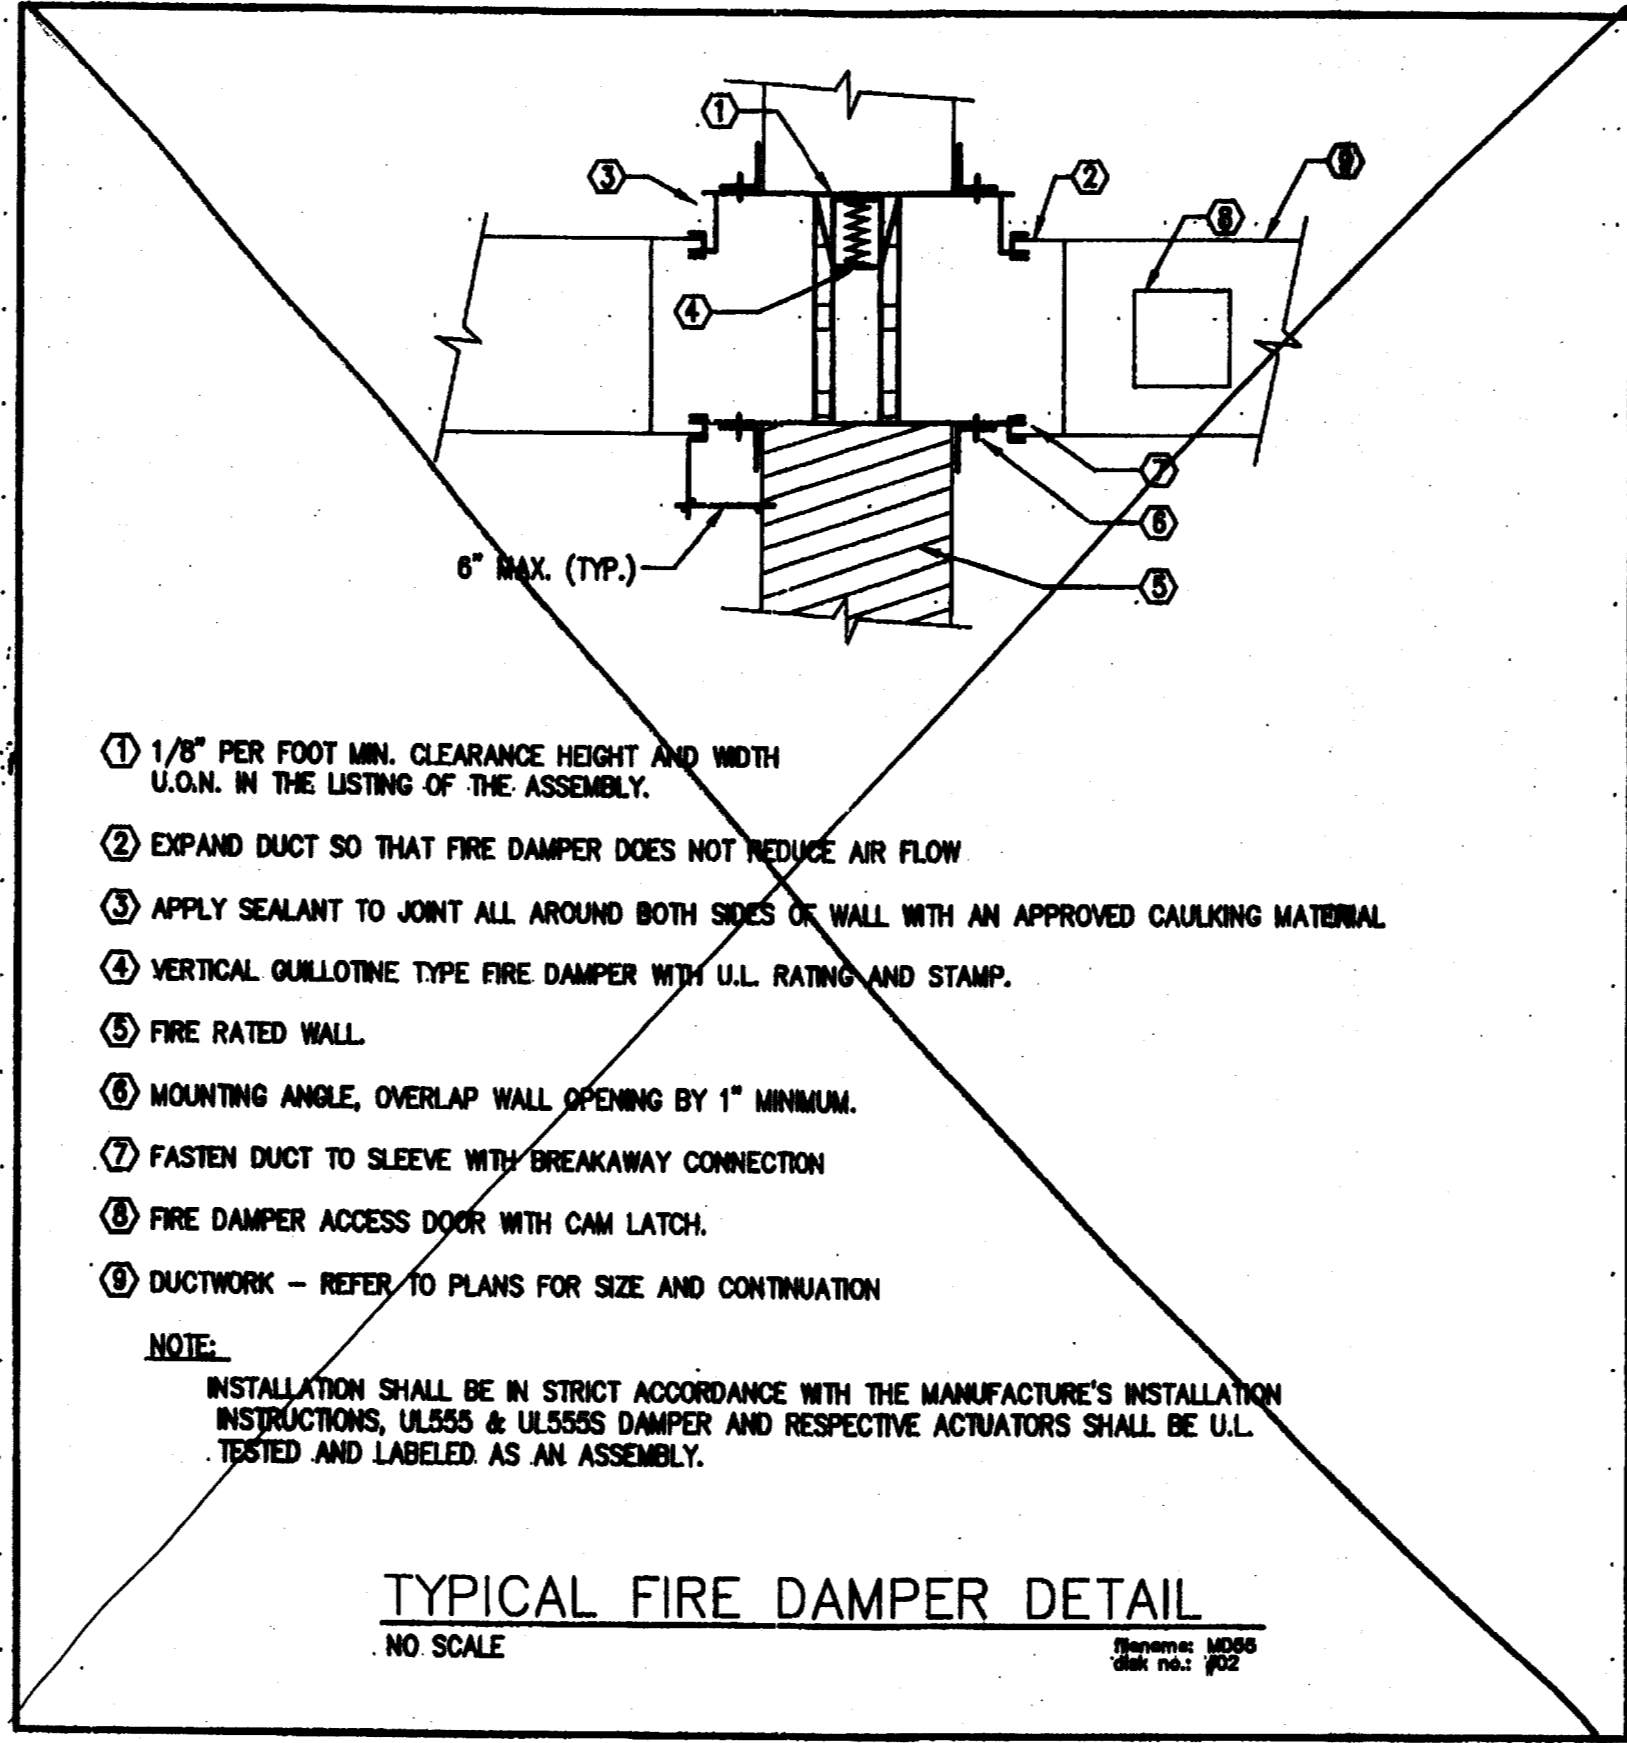 1
3
2
9
8
4
7
6
6" MAX. (TYP.)
5
1 1/8" PER FOOT MIN. CLEARANCE HEIGHT AND WIDTH
U.O.N. IN THE LISTING OF THE ASSEMBLY.
2 EXPAND DUCT SO THAT FIRE DAMPER DOES NOT REDUCE AIR FLOW
3 APPLY SEALANT TO JOINT ALL AROUND BOTH SIDES OF WALL WITH AN APPROVED CAULKING MATERIAL
4 VERTICAL GUILLOTINE TYPE FIRE DAMPER WITH U.L. RATING AND STAMP.
5 FIRE RATED WALL.
6 MOUNTING ANGLE, OVERLAP WALL OPENING BY 1" MINIMUM.
7 FASTEN DUCT TO SLEEVE WITH BREAKAWAY CONNECTION
8 FIRE DAMPER ACCESS DOOR WITH CAM LATCH.
9 DUCTWORK – REFER TO PLANS FOR SIZE AND CONTINUATION
NOTE:
INSTALLATION SHALL BE IN STRICT ACCORDANCE WITH THE MANUFACTURE'S INSTALLATION
INSTRUCTIONS, UL555 & UL555S DAMPER AND RESPECTIVE ACTUATORS SHALL BE U.L.
TESTED AND LABELED AS AN ASSEMBLY.
TYPICAL FIRE DAMPER DETAIL
NO SCALE
filename:
disk no.: #02